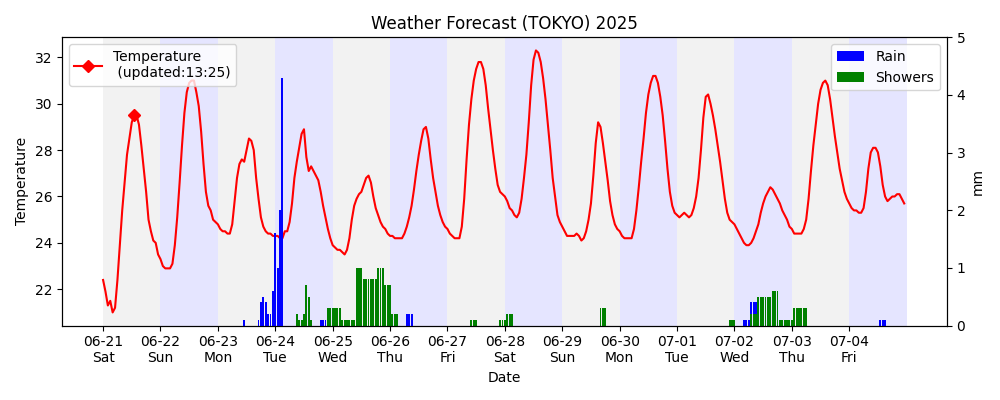 Weather Forecast (TOKYO) 2025
Temperature
(updated:13:25)
Rain
Showers
Temperature
32
30
28
26
24
22
5
4
3
2
1
0
mm
06-21 06-22 06-23 06-24 06-25 06-26 06-27 06-28 06-29 06-30 07-01 07-02 07-03 07-04
Sat Sun Mon Tue Wed Thu Fri Sat Sun Mon Tue Wed Thu Fri
Date